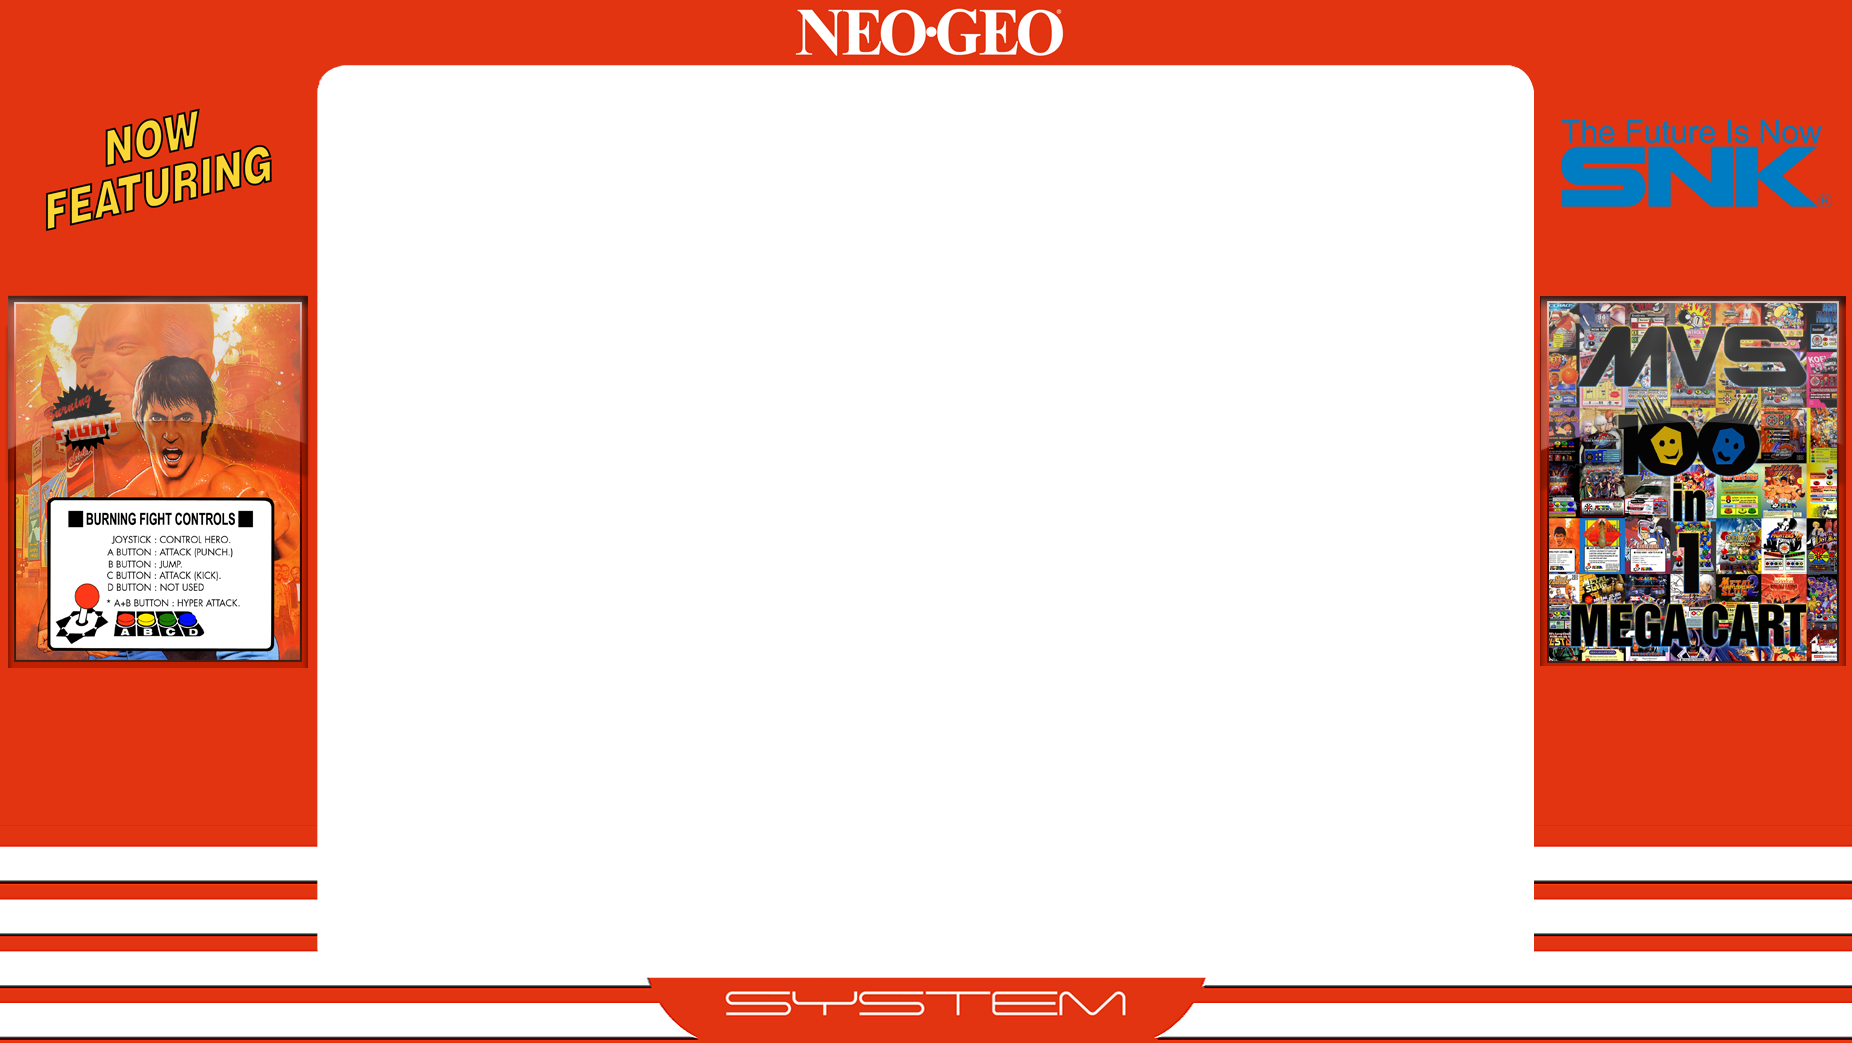 NEO•GEO®
NOW
FEATURING
Burning
FIGHT
BURNING FIGHT CONTROLS
JOYSTICK : CONTROL HERO.
A BUTTON : ATTACK (PUNCH.)
B BUTTON : JUMP.
C BUTTON : ATTACK (KICK).
D BUTTON : NOT USED
* A+B BUTTON : HYPER ATTACK.
A B C D
The Future Is Now
SNK®
MVS
100
in
1
MEGA CART
SYSTEM